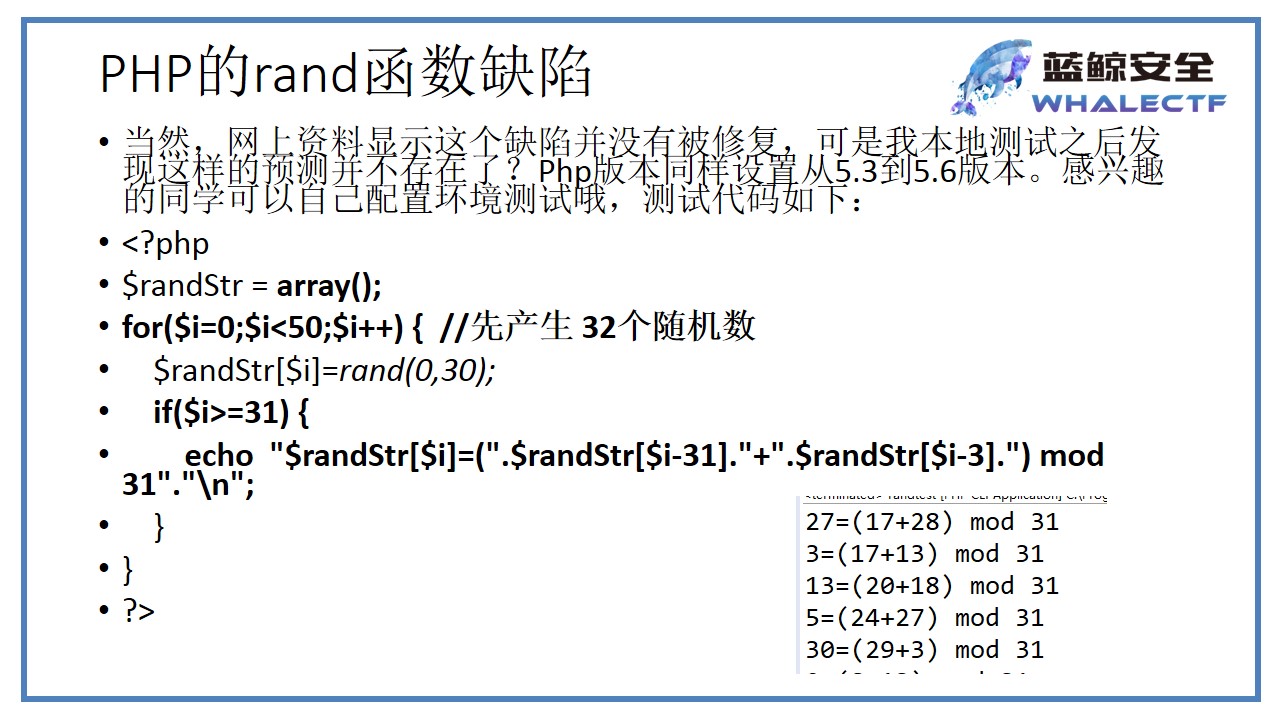 PHP的rand函数缺陷
蓝鲸安全
WHALECTF
• 当然，网上资料显示这个缺陷并没有被修复，可是我本地测试之后发
现这样的预测并不存在了？Php版本同样设置从5.3到5.6版本。感兴趣
的同学可以自己配置环境测试哦，测试代码如下：
• <?php
• $randStr = array();
• for($i=0;$i<50;$i++) { //先产生 32个随机数
• $randStr[$i]=rand(0,30);
• if($i>=31) {
• echo "$randStr[$i]=(".$randStr[$i-31]."+".$randStr[$i-3].") mod
31"."\n";
• }
• }
• ?>
27=(17+28) mod 31
3=(17+13) mod 31
13=(20+18) mod 31
5=(24+27) mod 31
30=(29+3) mod 31